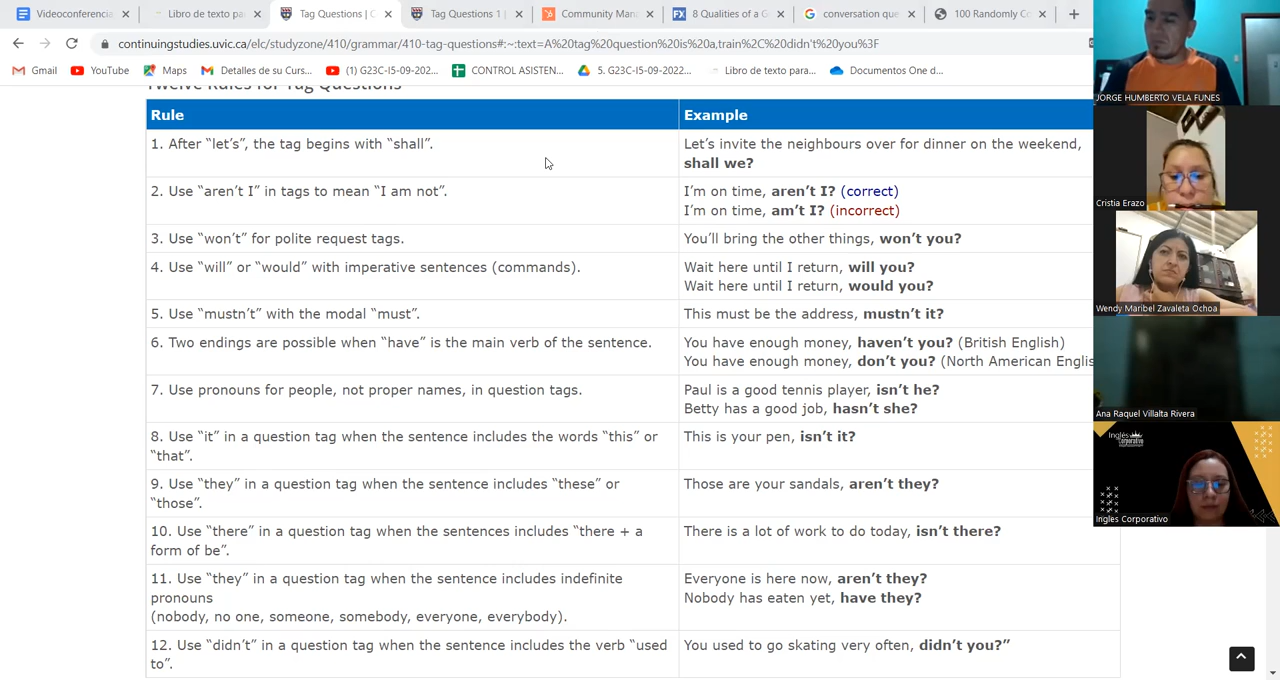 Videoconferencia
Libro de texto pa
Tag Questions | C
Tag Questions 1 |
Community Man
8 Qualities of a G
conversation que
100 Randomly Co
continuingstudies.uvic.ca/elc/studyzone/410/grammar/410-tag-questions#:~:text=A%20tag%20question%20is%20a,train%2C%20didn't%20you%3F
Gmail
YouTube
Maps
Detalles de su Curs...
(1) G23C-I5-09-202...
CONTROL ASISTEN...
5. G23C-I5-09-2022...
Libro de texto para...
Documentos One d...
Twelve Rules for Tag Questions
Rule
Example
1. After “let’s”, the tag begins with “shall”.
Let’s invite the neighbours over for dinner on the weekend,
shall we?
2. Use “aren’t I” in tags to mean “I am not”.
I’m on time, aren’t I? (correct)
I’m on time, am’t I? (incorrect)
3. Use “won’t” for polite request tags.
You’ll bring the other things, won’t you?
4. Use “will” or “would” with imperative sentences (commands).
Wait here until I return, will you?
Wait here until I return, would you?
5. Use “mustn’t” with the modal “must”.
This must be the address, mustn’t it?
6. Two endings are possible when “have” is the main verb of the sentence.
You have enough money, haven’t you? (British English)
You have enough money, don’t you? (North American Englis
7. Use pronouns for people, not proper names, in question tags.
Paul is a good tennis player, isn’t he?
Betty has a good job, hasn’t she?
8. Use “it” in a question tag when the sentence includes the words “this” or
“that”.
This is your pen, isn’t it?
9. Use “they” in a question tag when the sentence includes “these” or
“those”.
Those are your sandals, aren’t they?
10. Use “there” in a question tag when the sentences includes “there + a
form of be”.
There is a lot of work to do today, isn’t there?
11. Use “they” in a question tag when the sentence includes indefinite
pronouns
(nobody, no one, someone, somebody, everyone, everybody).
Everyone is here now, aren’t they?
Nobody has eaten yet, have they?
12. Use “didn’t” in a question tag when the sentence includes the verb “used
to”.
You used to go skating very often, didn’t you?”
JORGE HUMBERTO VELA FUNES
Cristia Erazo
Wendy Maribel Zavaleta Ochoa
Ana Raquel Villalta Rivera
Inglés
Corporativo
Ingles Corporativo